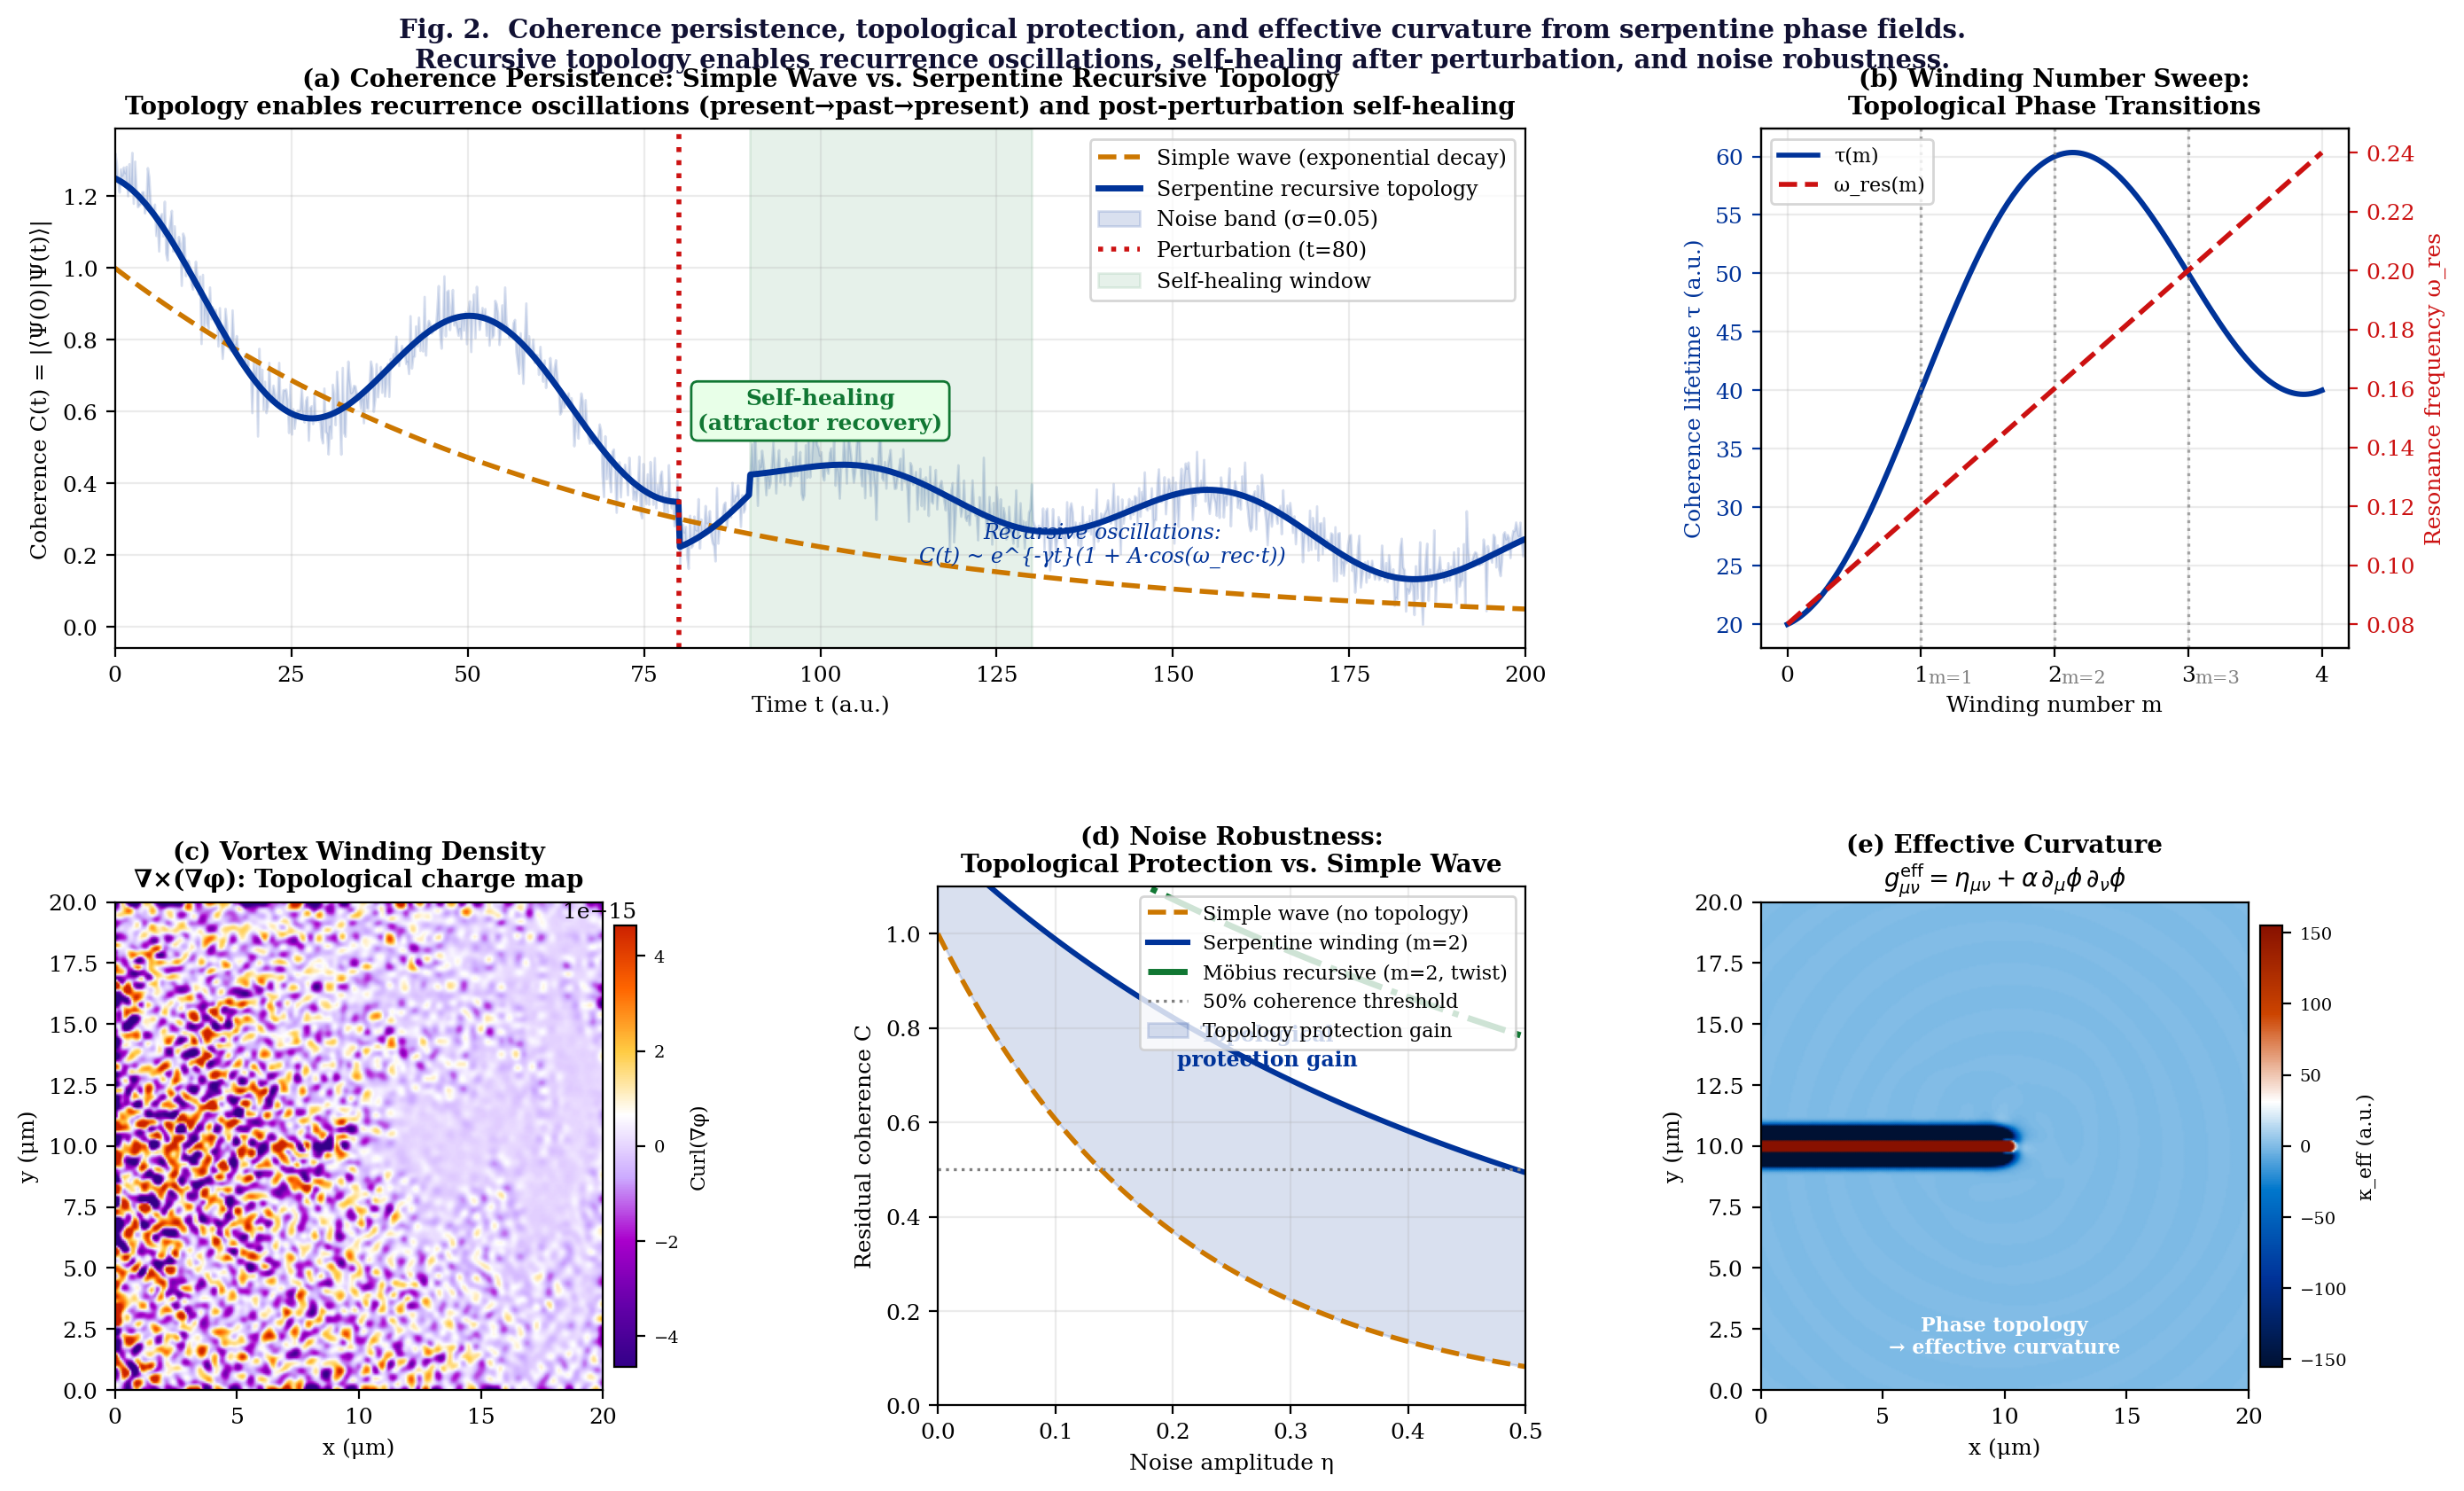 Fig. 2.  Coherence persistence, topological protection, and effective curvature from serpentine phase fields.
Recursive topology enables recurrence oscillations, self-healing after perturbation, and noise robustness.
(a) Coherence Persistence: Simple Wave vs. Serpentine Recursive Topology
Topology enables recurrence oscillations (present→past→present) and post-perturbation self-healing
Coherence C(t) = |⟨Ψ(0)|Ψ(t)⟩|
1.2
1.0
0.8
0.6
0.4
0.2
0.0
Simple wave (exponential decay)
Serpentine recursive topology
Noise band (σ=0.05)
Perturbation (t=80)
Self-healing window
Self-healing
(attractor recovery)
Recursive oscillations:
C(t) ~ e^{-γt}(1 + A·cos(ω_rec·t))
0 25 50 75 100 125 150 175 200
Time t (a.u.)
(b) Winding Number Sweep:
Topological Phase Transitions
Coherence lifetime τ (a.u.)
60
55
50
45
40
35
30
25
20
τ(m)
ω_res(m)
0.24
0.22
0.20
0.18
0.16
0.14
0.12
0.10
0.08
Resonance frequency ω_res
0 1 2 3 4
m=1 m=2 m=3
Winding number m
(c) Vortex Winding Density
∇×(∇φ): Topological charge map
1e−15
y (μm)
20.0
17.5
15.0
12.5
10.0
7.5
5.0
2.5
0.0
0 5 10 15 20
x (μm)
4
2
0
−2
−4
Curl(∇φ)
(d) Noise Robustness:
Topological Protection vs. Simple Wave
Residual coherence C
1.0
0.8
0.6
0.4
0.2
0.0
Simple wave (no topology)
Serpentine winding (m=2)
Möbius recursive (m=2, twist)
50% coherence threshold
Topology protection gain
Topological
protection gain
0.0 0.1 0.2 0.3 0.4 0.5
Noise amplitude η
(e) Effective Curvature
$g^{\mathrm{eff}}_{\mu\nu} = \eta_{\mu\nu} + \alpha\,\partial_\mu\phi\,\partial_\nu\phi$
y (μm)
20.0
17.5
15.0
12.5
10.0
7.5
5.0
2.5
0.0
Phase topology
→ effective curvature
0 5 10 15 20
x (μm)
150
100
50
0
−50
−100
−150
κ_eff (a.u.)